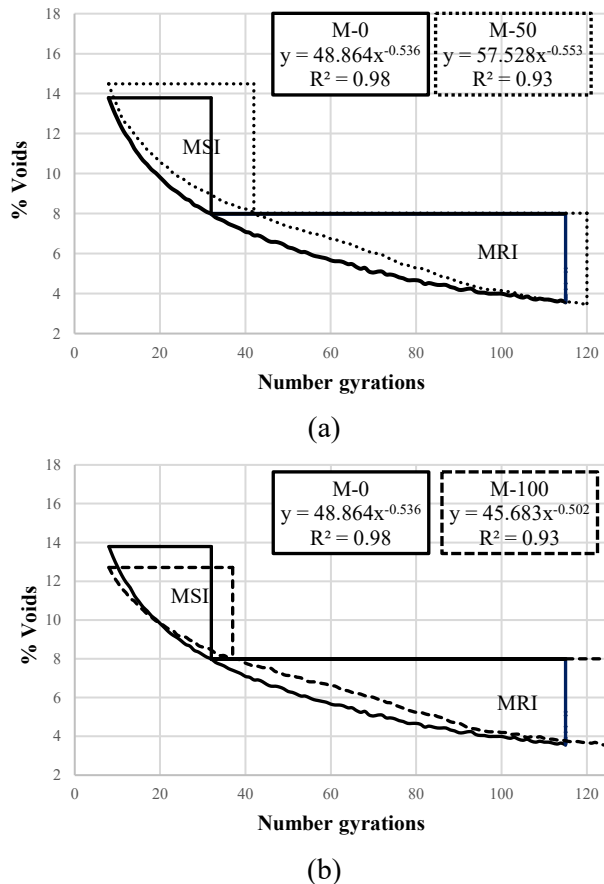 18
16
14
12
10
8
6
4
2
% Voids
M-0
y = 48.864x^-0.536
R² = 0.98
M-50
y = 57.528x^-0.553
R² = 0.93
MSI
MRI
0 20 40 60 80 100 120
Number gyrations
(a)
18
16
14
12
10
8
6
4
2
% Voids
M-0
y = 48.864x^-0.536
R² = 0.98
M-100
y = 45.683x^-0.502
R² = 0.93
MSI
MRI
0 20 40 60 80 100 120
Number gyrations
(b)